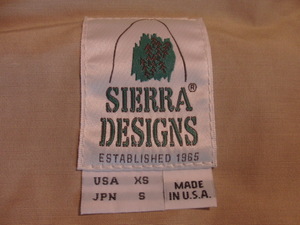 SIERRA®
DESIGNS
ESTABLISHED 1965
USA XS
JPN S
MADE
IN U.S.A.